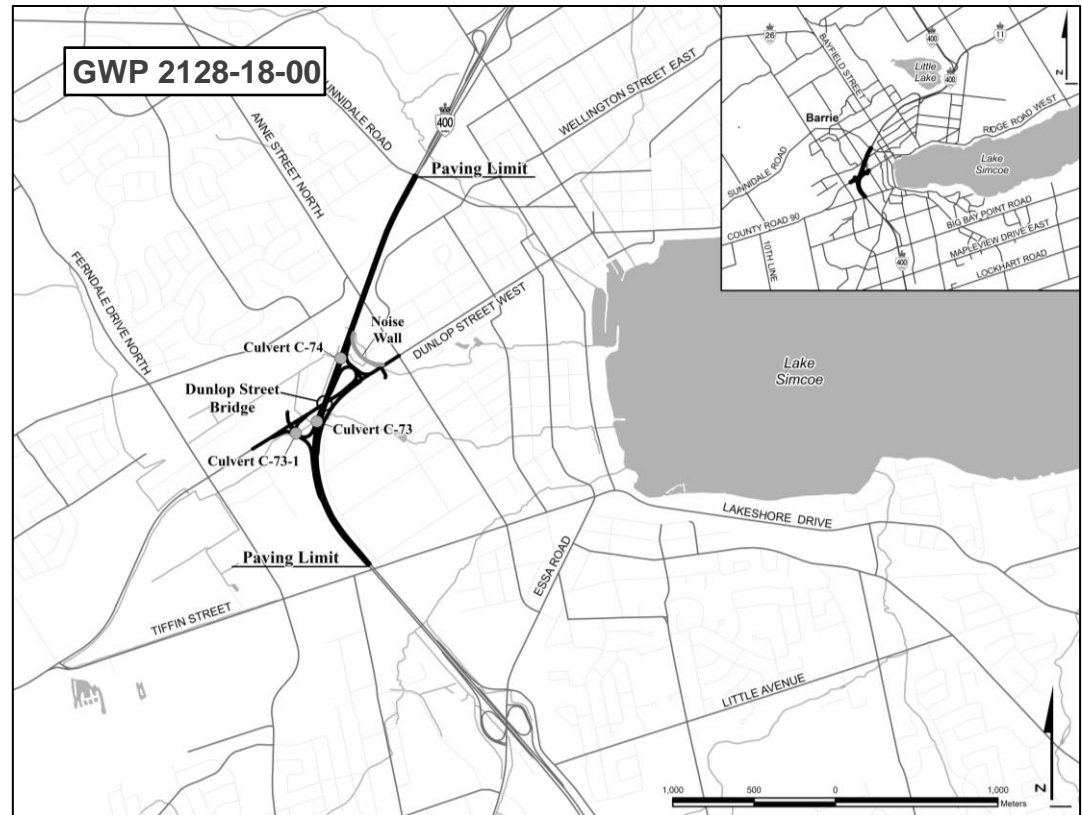 GWP 2128-18-00
SUNNIDALE ROAD
400
WELLINGTON STREET EAST
ANNE STREET NORTH
Paving Limit
FERNDALE DRIVE NORTH
Noise
Wall
DUNLOP STREET WEST
Culvert C-74
Dunlop Street
Bridge
Culvert C-73
Culvert C-73-1
Lake
Simcoe
Paving Limit
LAKESHORE DRIVE
ESSA ROAD
TIFFIN STREET
LITTLE AVENUE
1,000
500
0
1,000
Meters
N
26
BAYFIELD STREET
400
11
Little
Lake
400
N
Barrie
RIDGE ROAD WEST
SUNNIDALE ROAD
Lake
Simcoe
COUNTY ROAD 90
BIG BAY POINT ROAD
10TH LINE
MAPLEVIEW DRIVE EAST
400
LOCKHART ROAD